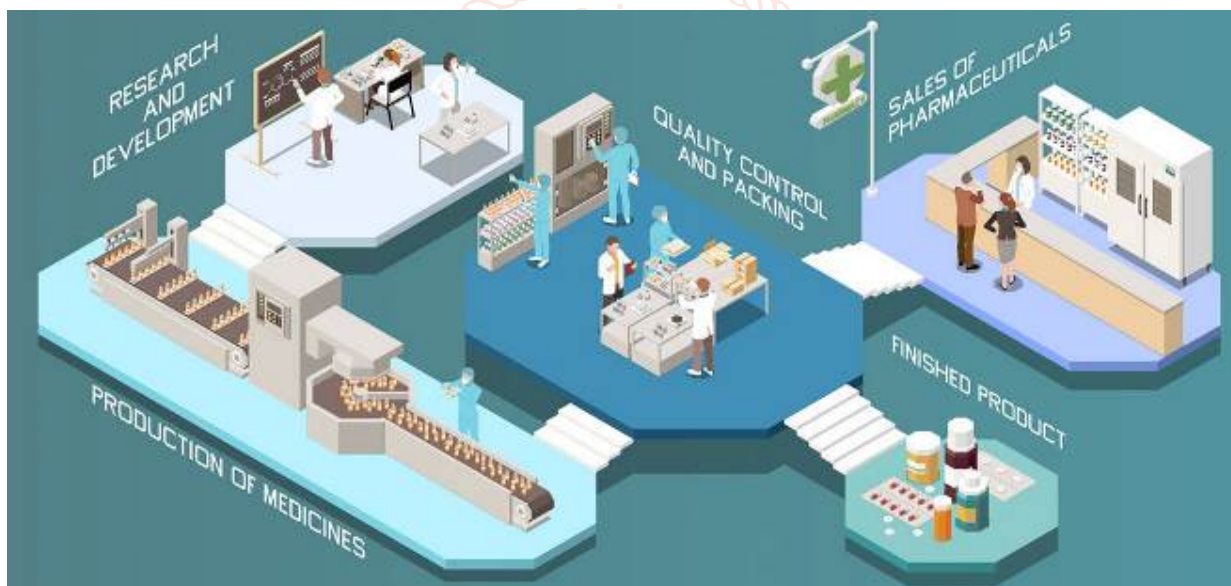 RESEARCH
AND
DEVELOPMENT
QUALITY CONTROL
AND PACKING
SALES OF
PHARMACEUTICALS
PRODUCTION OF MEDICINES
FINISHED PRODUCT